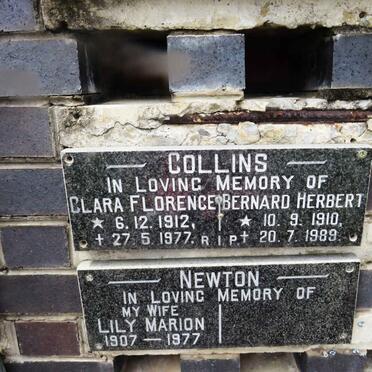 COLLINS
IN LOVING MEMORY OF
CLARA FLORENCE BERNARD HERBERT
★ 6.12.1912, ★ 10.9.1910,
† 27.5.1977. R.I.P † 20.7.1989.
NEWTON
IN LOVING MEMORY OF
MY WIFE
LILY MARION
1907 — 1977